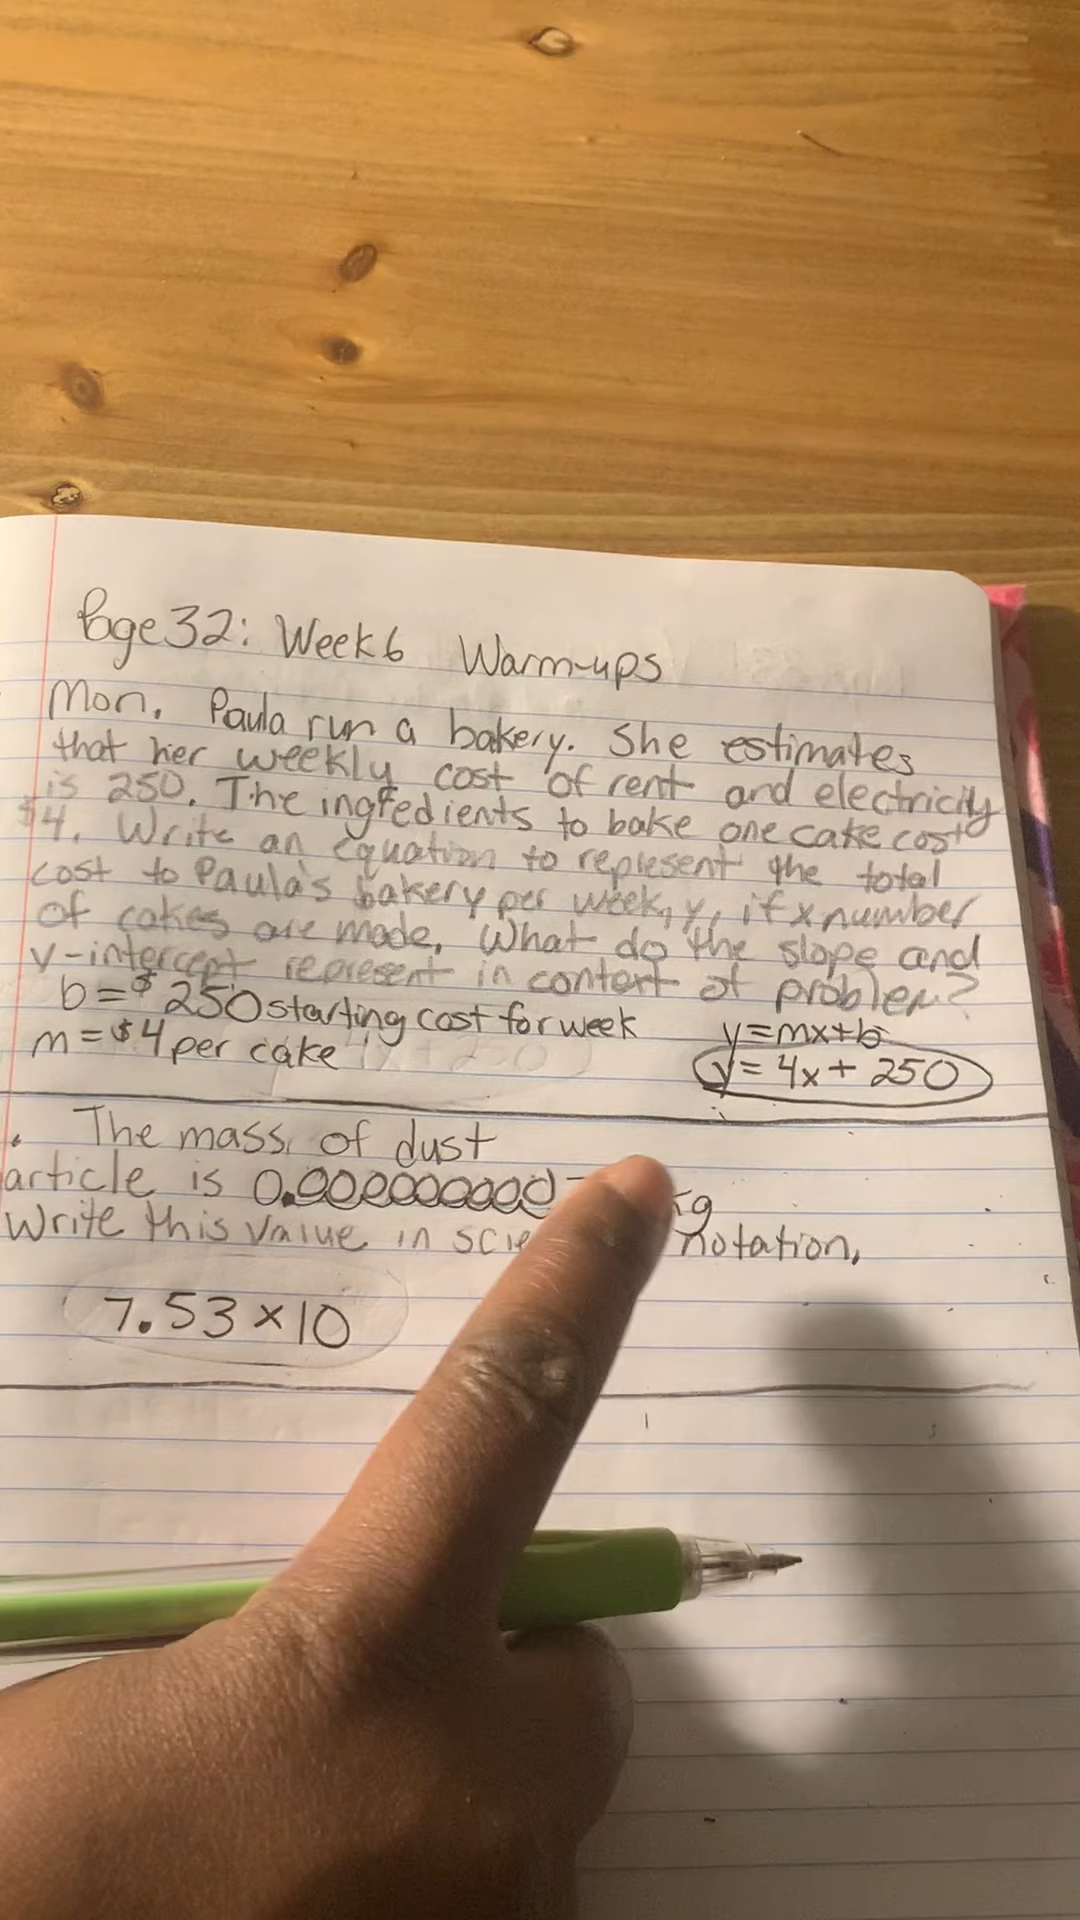 Page 32: Week 6 Warm-ups
Mon. Paula run a bakery. She estimates
that her weekly cost of rent and electricity
is 250. The ingredients to bake one cake cost
$4. Write an equation to represent the total
cost to Paula's bakery per week, y, if x number
of cakes are made. What do the slope and
y-intercept represent in context of problem?
b=$250 starting cost for week
y=mx+b
m=$4 per cake
y=4x+250
. The mass of dust
article is kg
Write this value in notation.
7.53×10